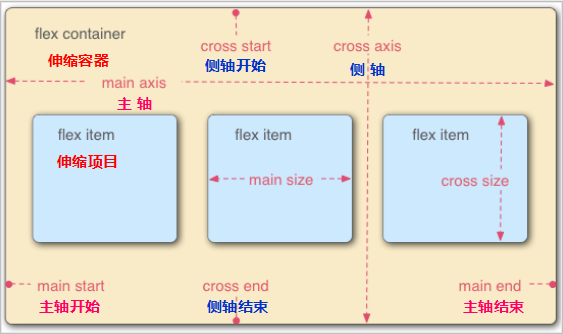 flex container
伸缩容器
cross start
侧轴开始
cross axis
侧 轴
main axis
主 轴
flex item
伸缩项目
flex item
main size
flex item
cross size
main start
主轴开始
cross end
侧轴结束
main end
主轴结束